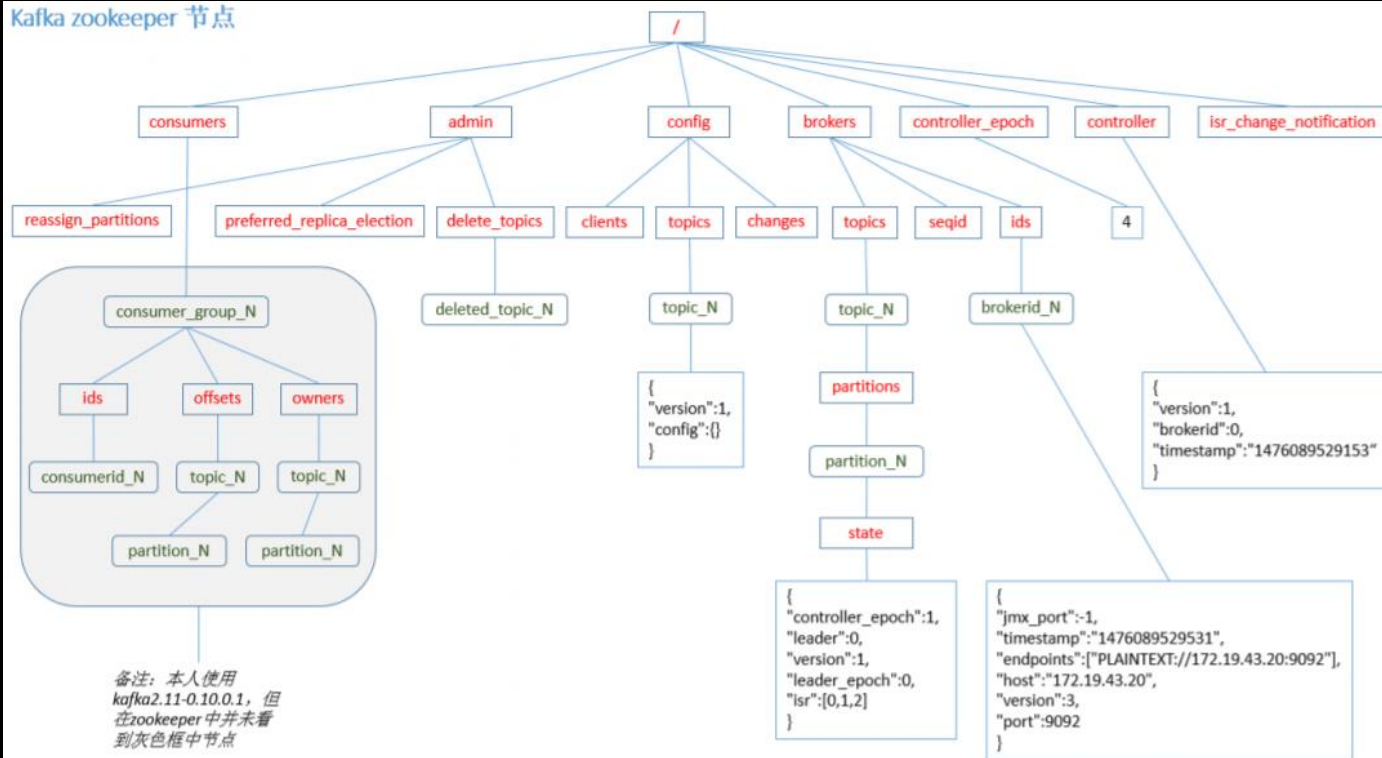 Kafka zookeeper 节点
/
consumers
admin
config
brokers
controller_epoch
controller
isr_change_notification
reassign_partitions
preferred_replica_election
delete_topics
clients
topics
changes
topics
seqid
ids
4
consumer_group_N
deleted_topic_N
topic_N
topic_N
brokerid_N
ids
offsets
owners
consumerid_N
topic_N
topic_N
partition_N
partition_N
{
"version":1,
"config":{}
}
partitions
partition_N
state
{
"version":1,
"brokerid":0,
"timestamp":"1476089529153"
}
{
"controller_epoch":1,
"leader":0,
"version":1,
"leader_epoch":0,
"isr":[0,1,2]
}
{
"jmx_port":-1,
"timestamp":"1476089529531",
"endpoints":["PLAINTEXT://172.19.43.20:9092"],
"host":"172.19.43.20",
"version":3,
"port":9092
}
备注：本人使用
kafka2.11-0.10.0.1，但
在zookeeper中并未看
到灰色框中节点